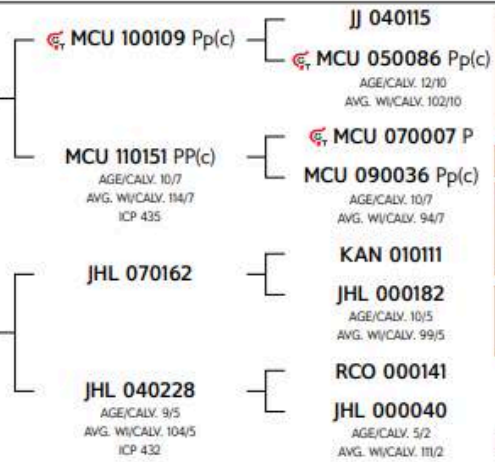 JJ 040115
MCU 100109 Pp(c)
MCU 050086 Pp(c)
AGE/CALV. 12/10
AVG. WI/CALV. 102/10
MCU 070007 P
MCU 110151 PP(c)
AGE/CALV. 10/7
AVG. WI/CALV. 114/7
ICP 435
MCU 090036 Pp(c)
AGE/CALV. 10/7
AVG. WI/CALV. 94/7
KAN 010111
JHL 070162
JHL 000182
AGE/CALV. 10/5
AVG. WI/CALV. 99/5
RCO 000141
JHL 040228
AGE/CALV. 9/5
AVG. WI/CALV. 104/5
ICP 432
JHL 000040
AGE/CALV. 5/2
AVG. WI/CALV. 111/2